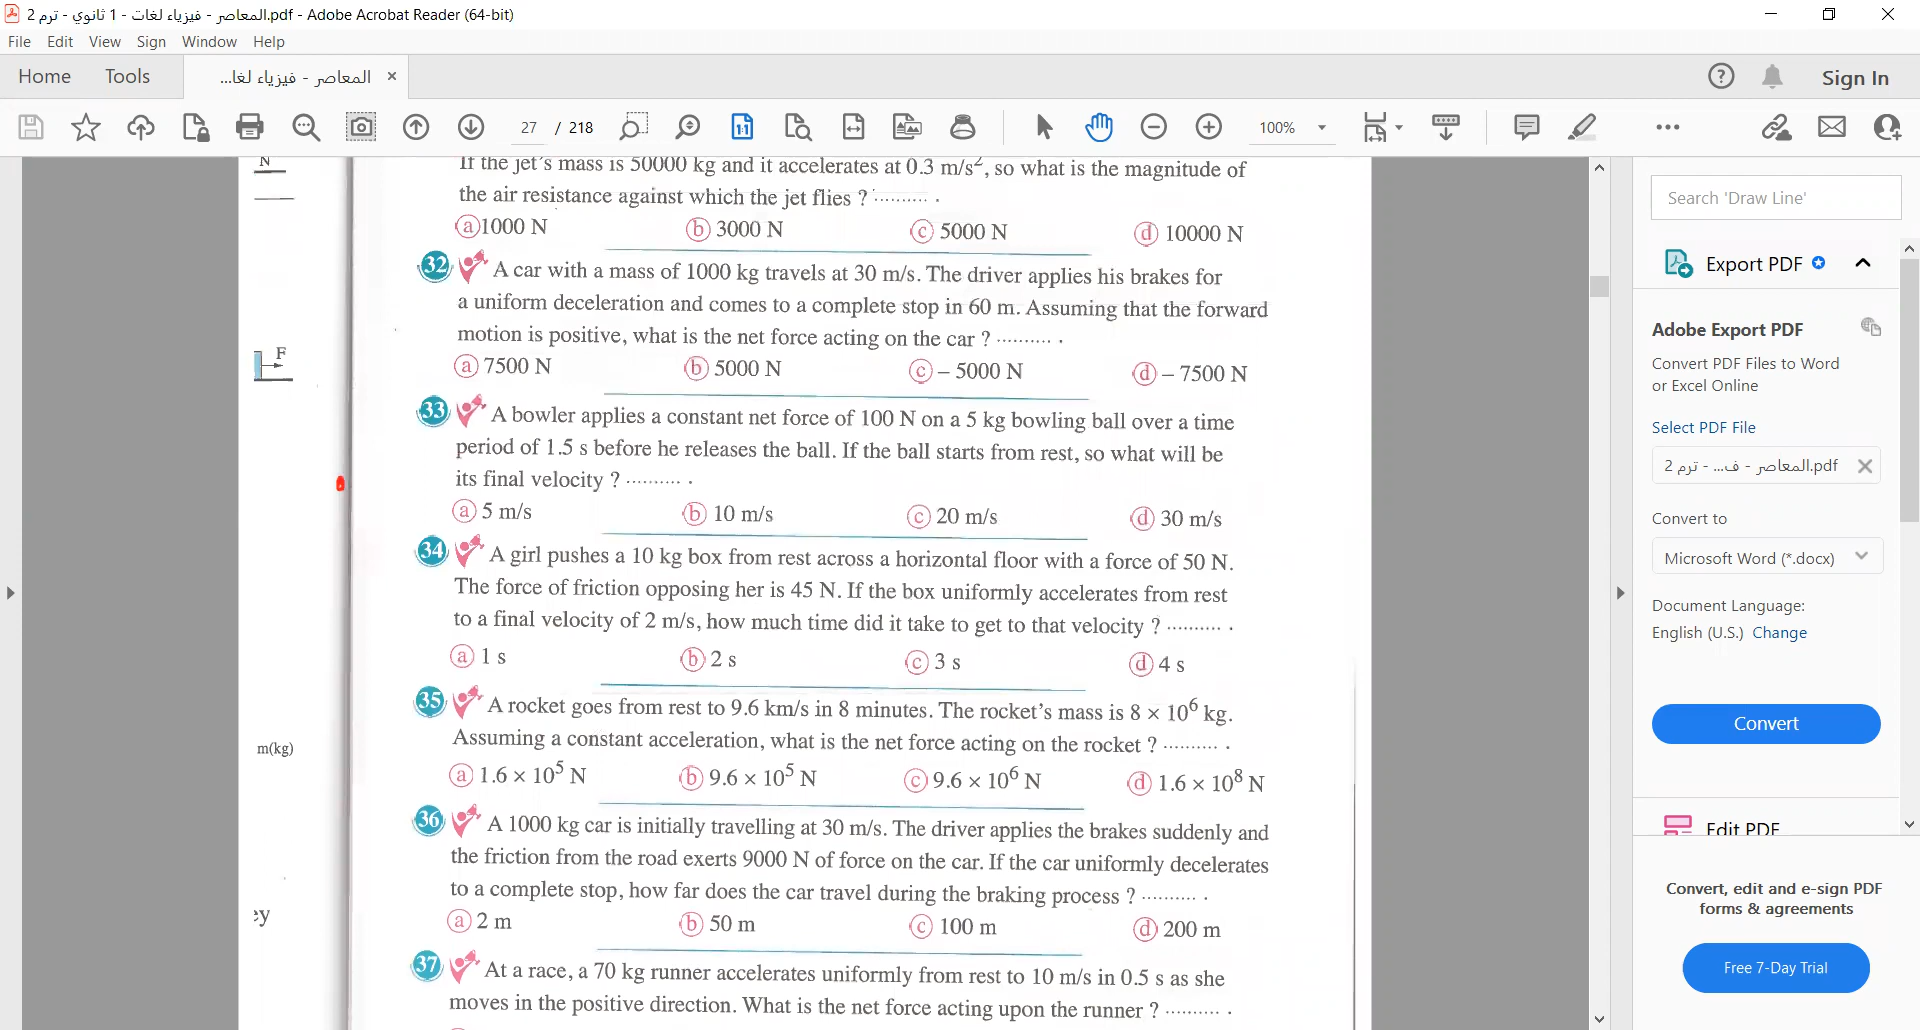 المعاصر - فيزياء لغات - 1 ثانوي - ترم 2.pdf - Adobe Acrobat Reader (64-bit)
File Edit View Sign Window Help
Home Tools المعاصر - فيزياء لغا... × Sign In
27 / 218 100%
Search 'Draw Line'
N
If the jet's mass is 50000 kg and it accelerates at 0.3 m/s², so what is the magnitude of
the air resistance against which the jet flies ? .......... .
ⓐ 1000 N ⓑ 3000 N ⓒ 5000 N ⓓ 10000 N
32 A car with a mass of 1000 kg travels at 30 m/s. The driver applies his brakes for
a uniform deceleration and comes to a complete stop in 60 m. Assuming that the forward
motion is positive, what is the net force acting on the car ? .......... .
ⓐ 7500 N ⓑ 5000 N ⓒ – 5000 N ⓓ – 7500 N
F
33 A bowler applies a constant net force of 100 N on a 5 kg bowling ball over a time
period of 1.5 s before he releases the ball. If the ball starts from rest, so what will be
its final velocity ? .......... .
ⓐ 5 m/s ⓑ 10 m/s ⓒ 20 m/s ⓓ 30 m/s
34 A girl pushes a 10 kg box from rest across a horizontal floor with a force of 50 N.
The force of friction opposing her is 45 N. If the box uniformly accelerates from rest
to a final velocity of 2 m/s, how much time did it take to get to that velocity ? .......... .
ⓐ 1 s ⓑ 2 s ⓒ 3 s ⓓ 4 s
35 A rocket goes from rest to 9.6 km/s in 8 minutes. The rocket's mass is 8 × 10⁶ kg.
Assuming a constant acceleration, what is the net force acting on the rocket ? .......... .
m(kg)
ⓐ 1.6 × 10⁵ N ⓑ 9.6 × 10⁵ N ⓒ 9.6 × 10⁶ N ⓓ 1.6 × 10⁸ N
36 A 1000 kg car is initially travelling at 30 m/s. The driver applies the brakes suddenly and
the friction from the road exerts 9000 N of force on the car. If the car uniformly decelerates
to a complete stop, how far does the car travel during the braking process ? .......... .
ⓐ 2 m ⓑ 50 m ⓒ 100 m ⓓ 200 m
ey
37 At a race, a 70 kg runner accelerates uniformly from rest to 10 m/s in 0.5 s as she
moves in the positive direction. What is the net force acting upon the runner ? .......... .
Export PDF
Adobe Export PDF
Convert PDF Files to Word
or Excel Online
Select PDF File
المعاصر - ف... - ترم 2.pdf
Convert to
Microsoft Word (*.docx)
Document Language:
English (U.S.) Change
Convert
Edit PDF
Convert, edit and e-sign PDF
forms & agreements
Free 7-Day Trial